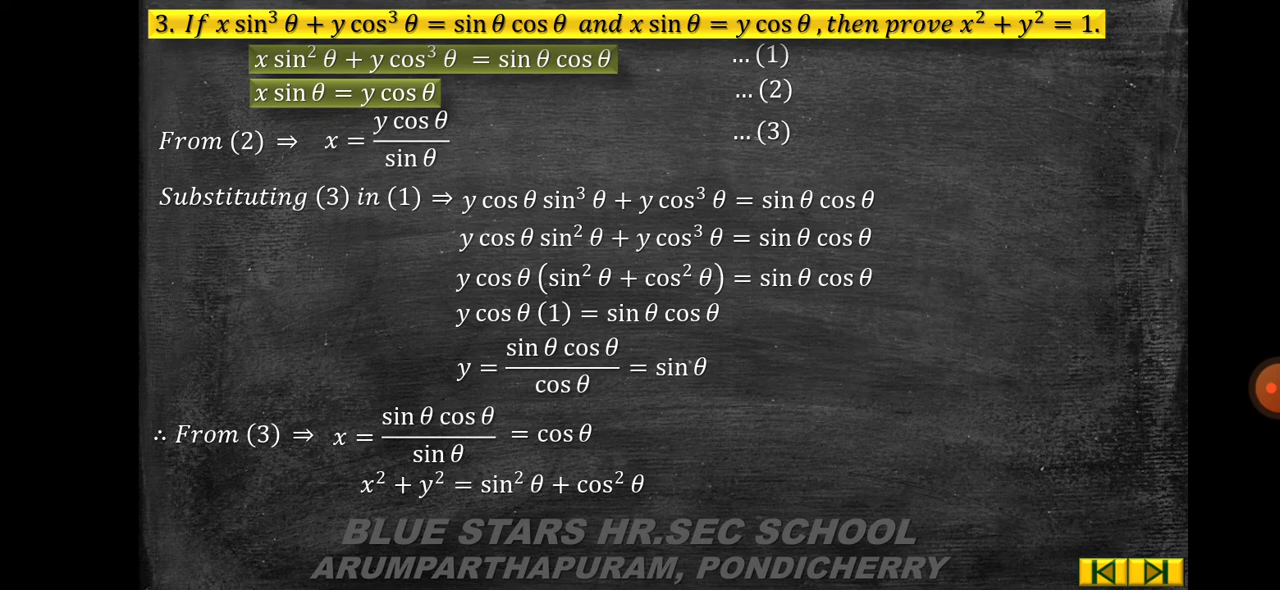 3. If x sin³ θ + y cos³ θ = sin θ cos θ and x sin θ = y cos θ , then prove x² + y² = 1.
x sin² θ + y cos³ θ = sin θ cos θ ... (1)
x sin θ = y cos θ ... (2)
From (2) ⇒ x = y cos θ / sin θ ... (3)
Substituting (3) in (1) ⇒ y cos θ sin³ θ + y cos³ θ = sin θ cos θ
y cos θ sin² θ + y cos³ θ = sin θ cos θ
y cos θ (sin² θ + cos² θ) = sin θ cos θ
y cos θ (1) = sin θ cos θ
y = sin θ cos θ / cos θ = sin θ
∴ From (3) ⇒ x = sin θ cos θ / sin θ = cos θ
x² + y² = sin² θ + cos² θ
BLUE STARS HR.SEC SCHOOL
ARUMPARTHAPURAM, PONDICHERRY